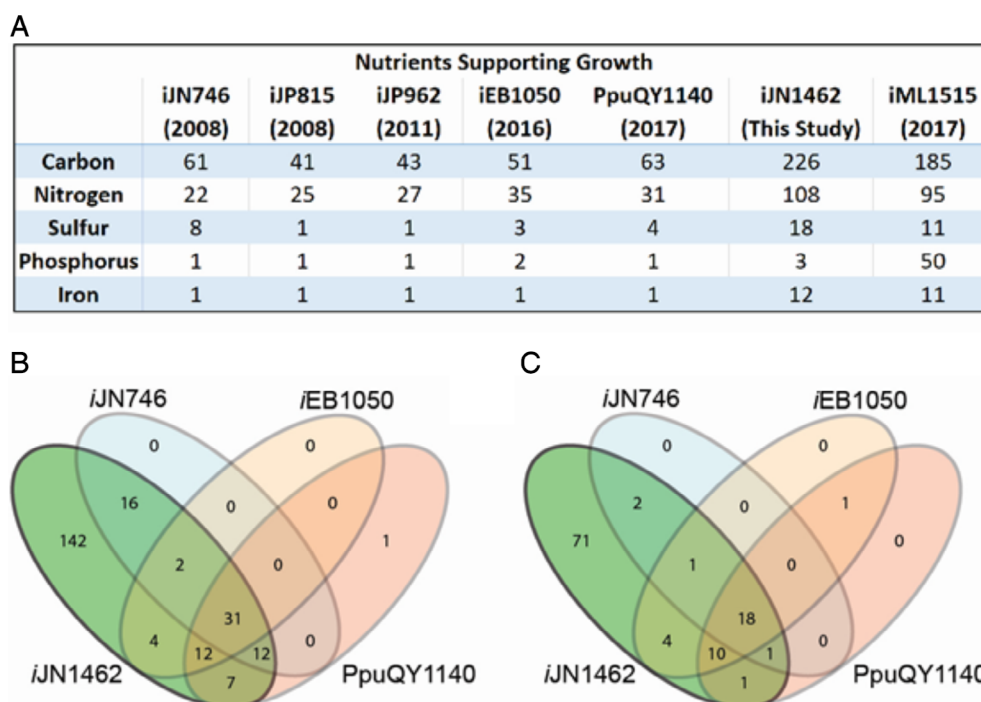 A
Nutrients Supporting Growth
iJN746 iJP815 iJP962 iEB1050 PpuQY1140 iJN1462 iML1515
(2008) (2008) (2011) (2016) (2017) (This Study) (2017)
Carbon 61 41 43 51 63 226 185
Nitrogen 22 25 27 35 31 108 95
Sulfur 8 1 1 3 4 18 11
Phosphorus 1 1 1 2 1 3 50
Iron 1 1 1 1 1 12 11
B C
iJN746 iEB1050 iJN746 iEB1050
0 0 0 0
16 0 0 2 0 1
142 1 71 0
2 0 1 0
31 18
4 0 4 0
12 12 10 1
iJN1462 7 PpuQY1140 iJN1462 1 PpuQY1140